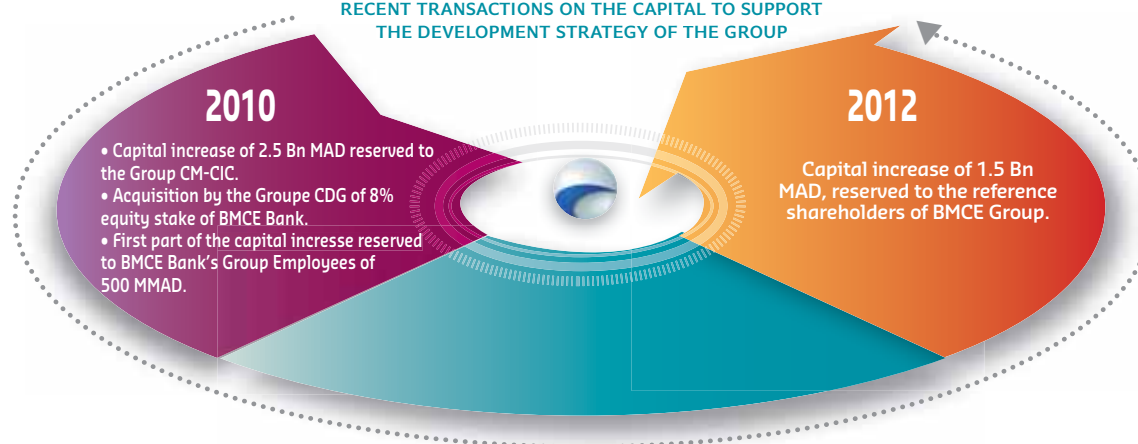 RECENT TRANSACTIONS ON THE CAPITAL TO SUPPORT
THE DEVELOPMENT STRATEGY OF THE GROUP
2010
• Capital increase of 2.5 Bn MAD reserved to
the Group CM-CIC.
• Acquisition by the Groupe CDG of 8%
equity stake of BMCE Bank.
• First part of the capital incresse reserved
to BMCE Bank's Group Employees of
500 MMAD.
2012
Capital increase of 1.5 Bn
MAD, reserved to the reference
shareholders of BMCE Group.